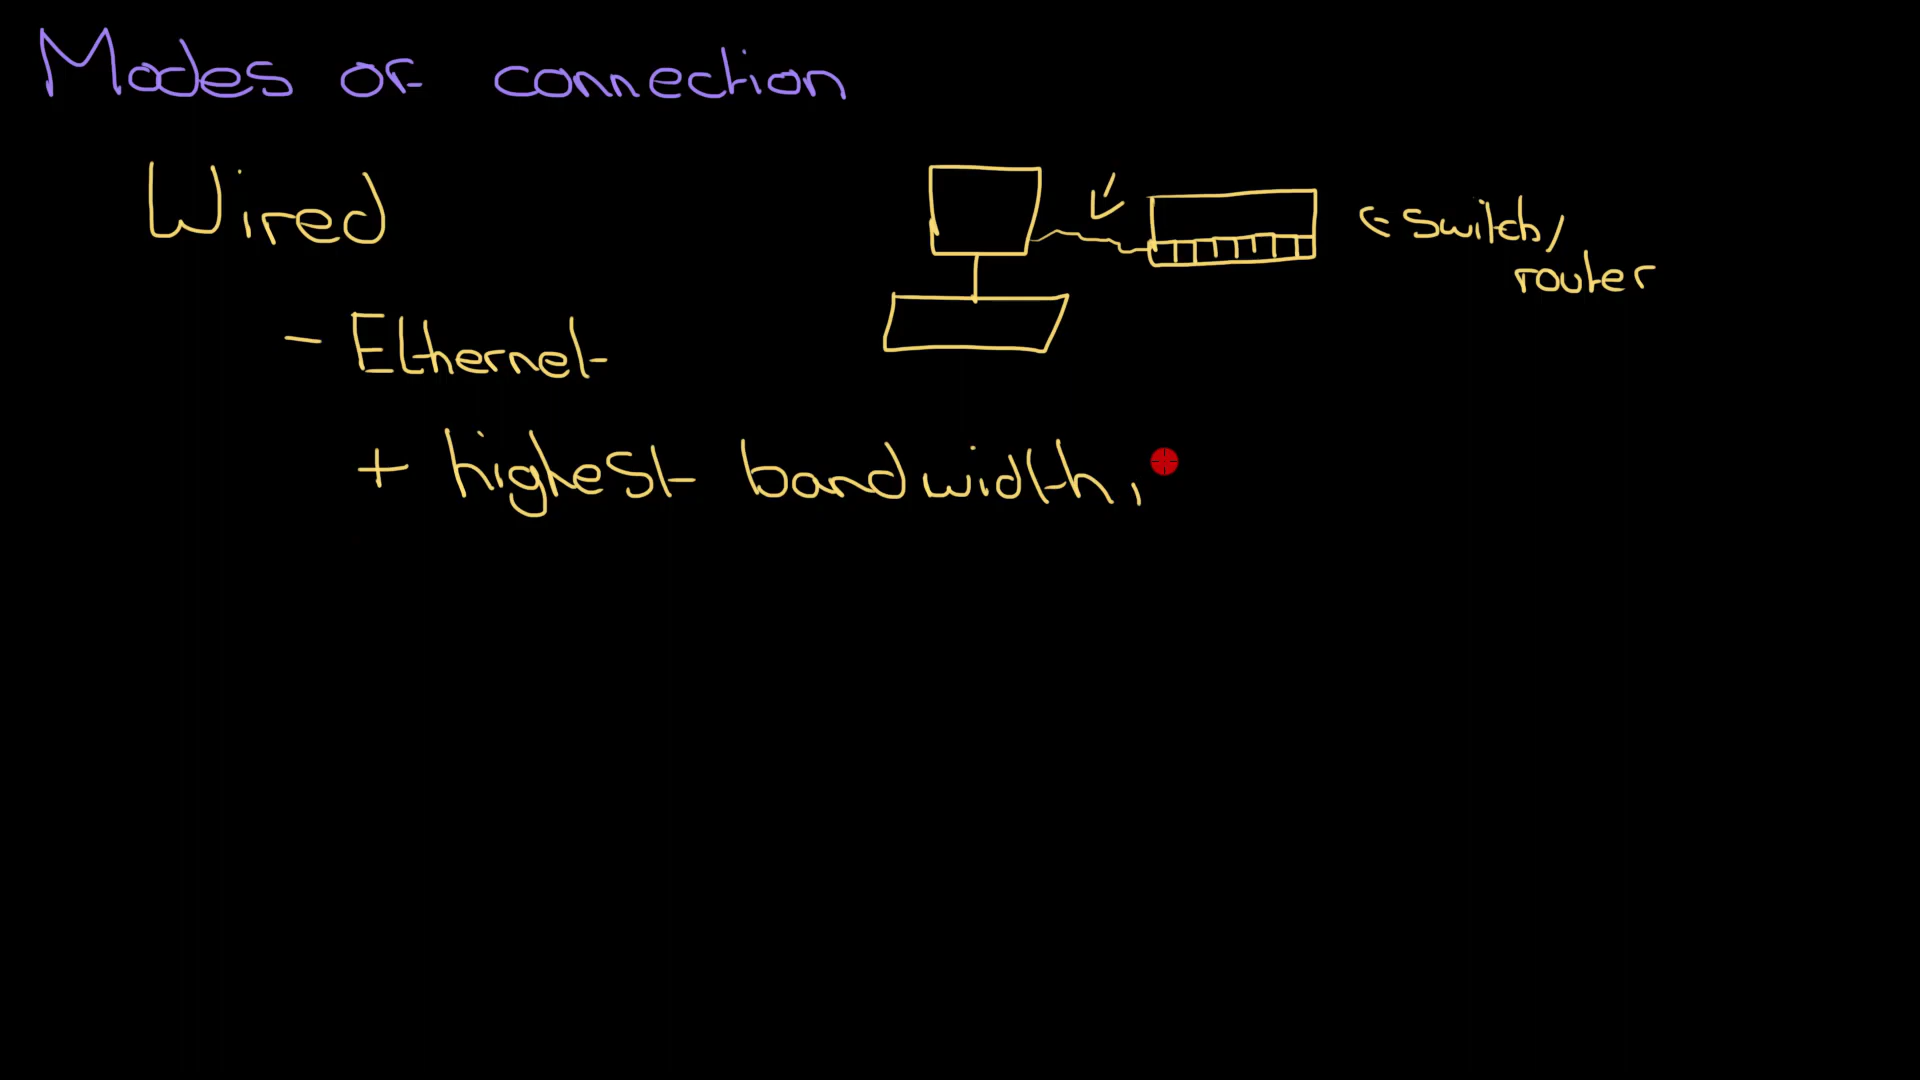 Modes of connection
Wired
← switch/
router
- Ethernet
+ highest bandwidth,